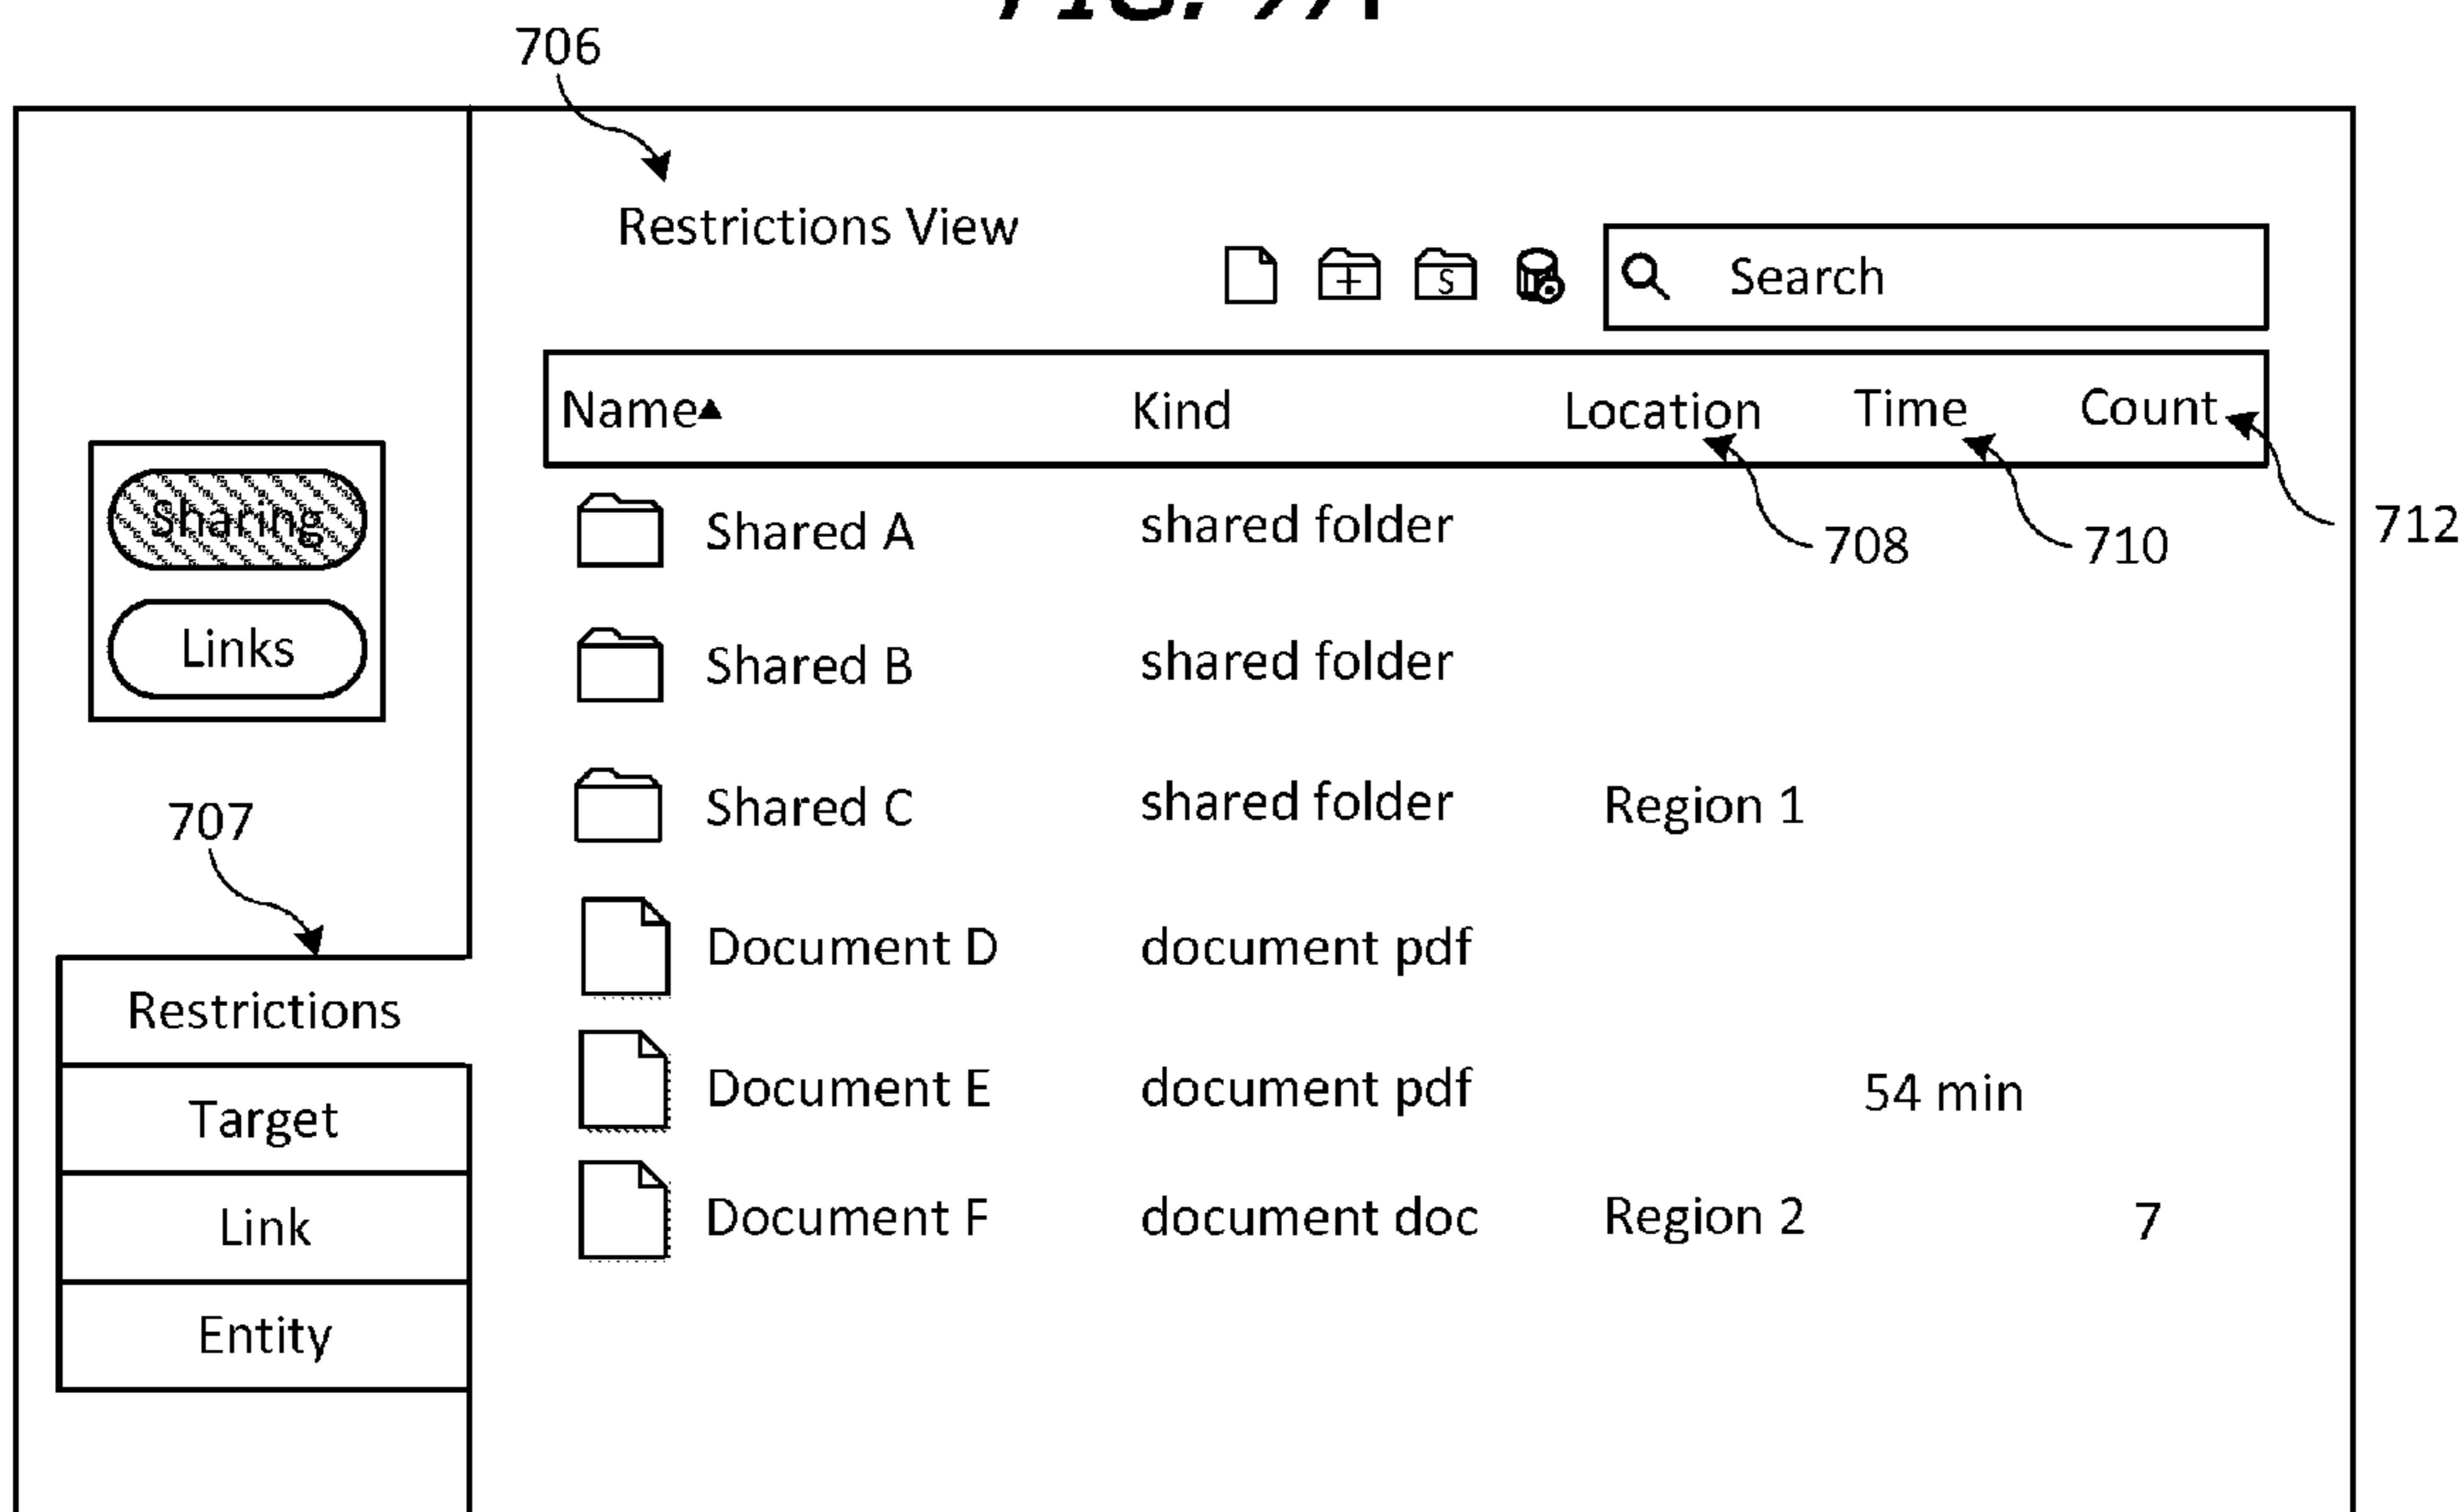 706
Restrictions View
S
Search
Name Kind Location Time Count
Sharing
Shared A shared folder
708 710 712
Links
Shared B shared folder
Shared C shared folder Region 1
707
Document D document pdf
Restrictions
Document E document pdf 54 min
Target
Document F document doc Region 2 7
Link
Entity